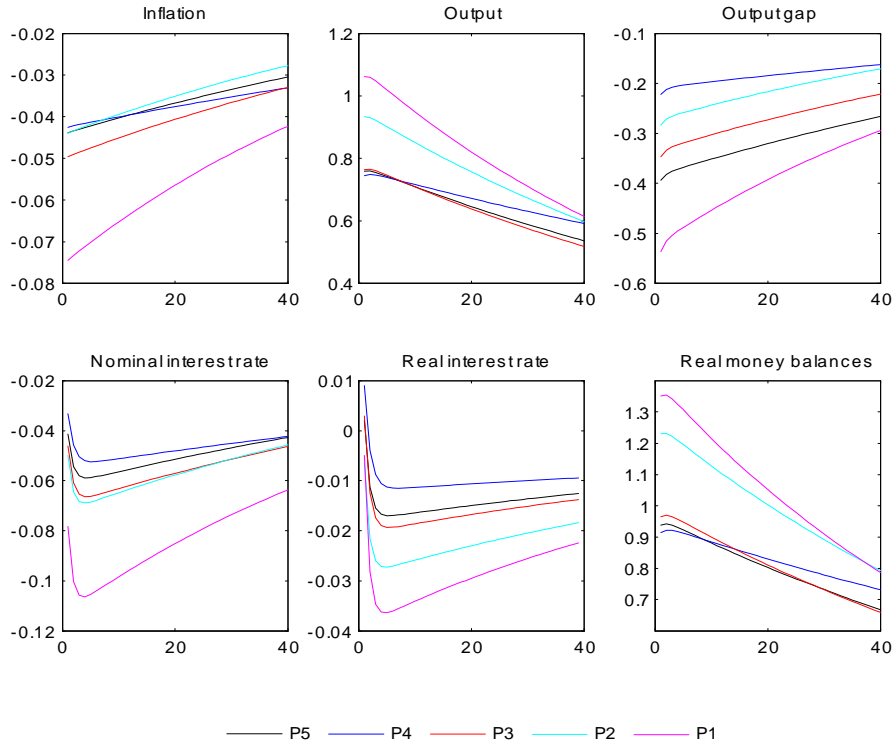 Inflation Output Output gap
-0.02 1.2 -0.1
-0.03 -0.2
-0.04 1 -0.3
-0.05 0.8 -0.4
-0.06 0.6 -0.5
-0.07
-0.08 0.4 -0.6
0 20 40 0 20 40 0 20 40
Nominal interest rate Real interest rate Real money balances
-0.02 0.01 1.3
-0.04 0 1.2
-0.06 -0.01 1.1
-0.08 -0.02 1
-0.1 -0.03 0.9
-0.12 -0.04 0.8
0.7
0 20 40 0 20 40 0 20 40
P5 P4 P3 P2 P1